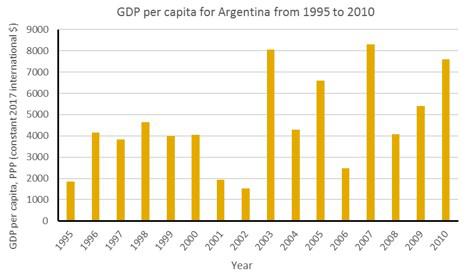 GDP per capita for Argentina from 1995 to 2010
GDP per capita, PPP (constant 2017 international $)
9000
8000
7000
6000
5000
4000
3000
2000
1000
0
1995 1996 1997 1998 1999 2000 2001 2002 2003 2004 2005 2006 2007 2008 2009 2010
Year